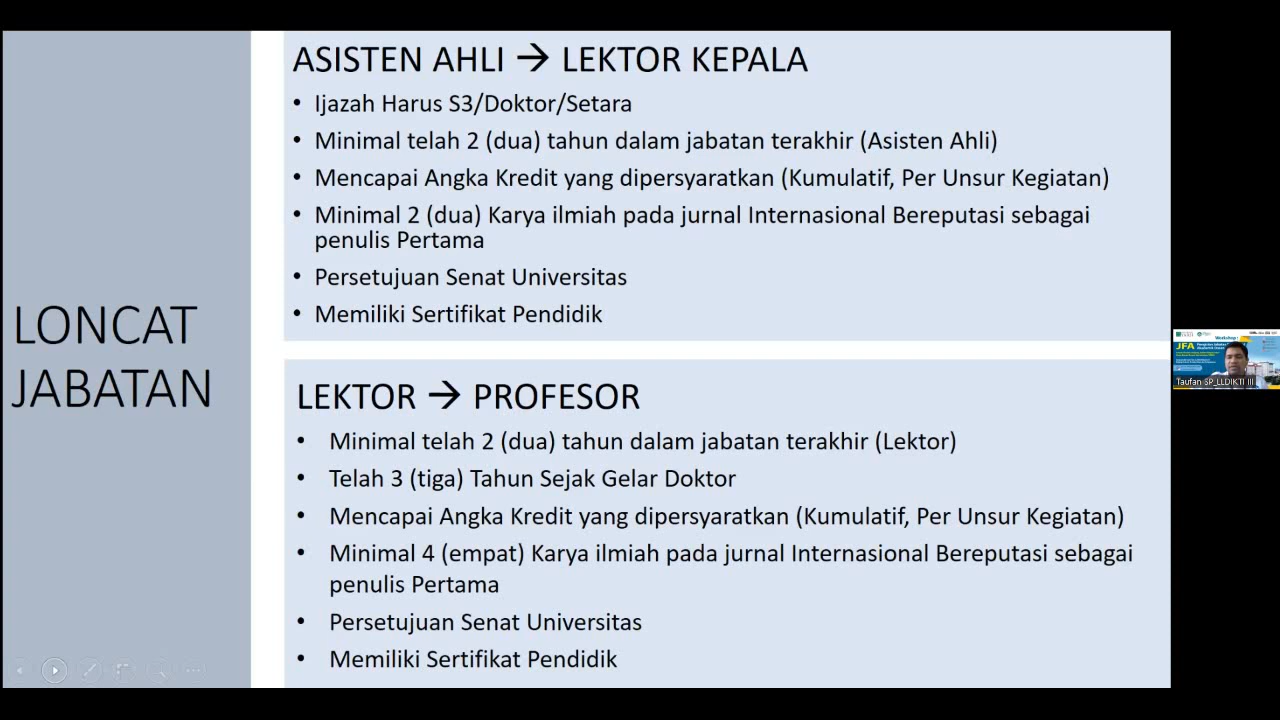 ASISTEN AHLI → LEKTOR KEPALA
• Ijazah Harus S3/Doktor/Setara
• Minimal telah 2 (dua) tahun dalam jabatan terakhir (Asisten Ahli)
• Mencapai Angka Kredit yang dipersyaratkan (Kumulatif, Per Unsur Kegiatan)
• Minimal 2 (dua) Karya ilmiah pada jurnal Internasional Bereputasi sebagai
penulis Pertama
• Persetujuan Senat Universitas
• Memiliki Sertifikat Pendidik
LONCAT
JABATAN
LEKTOR → PROFESOR
• Minimal telah 2 (dua) tahun dalam jabatan terakhir (Lektor)
• Telah 3 (tiga) Tahun Sejak Gelar Doktor
• Mencapai Angka Kredit yang dipersyaratkan (Kumulatif, Per Unsur Kegiatan)
• Minimal 4 (empat) Karya ilmiah pada jurnal Internasional Bereputasi sebagai
penulis Pertama
• Persetujuan Senat Universitas
• Memiliki Sertifikat Pendidik
Workshop
JFA
Taufan SP_LLDIKTI III